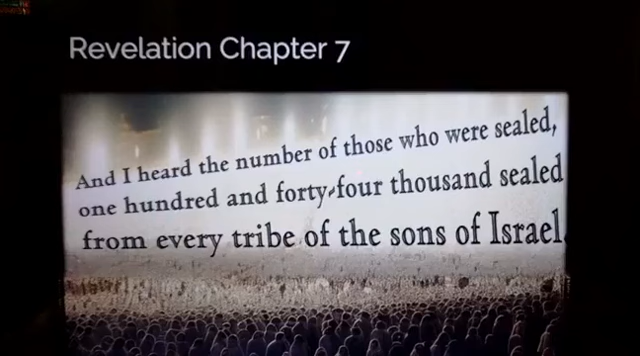 Revelation Chapter 7
And I heard the number of those who were sealed,
one hundred and forty-four thousand sealed
from every tribe of the sons of Israel